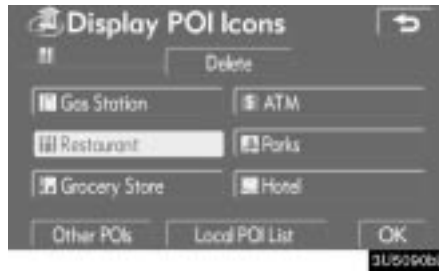 Display POI Icons
Delete
Gas Station
$ ATM
Restaurant
Parks
Grocery Store
Hotel
Other POIs
Local POI List
OK
3U5090b